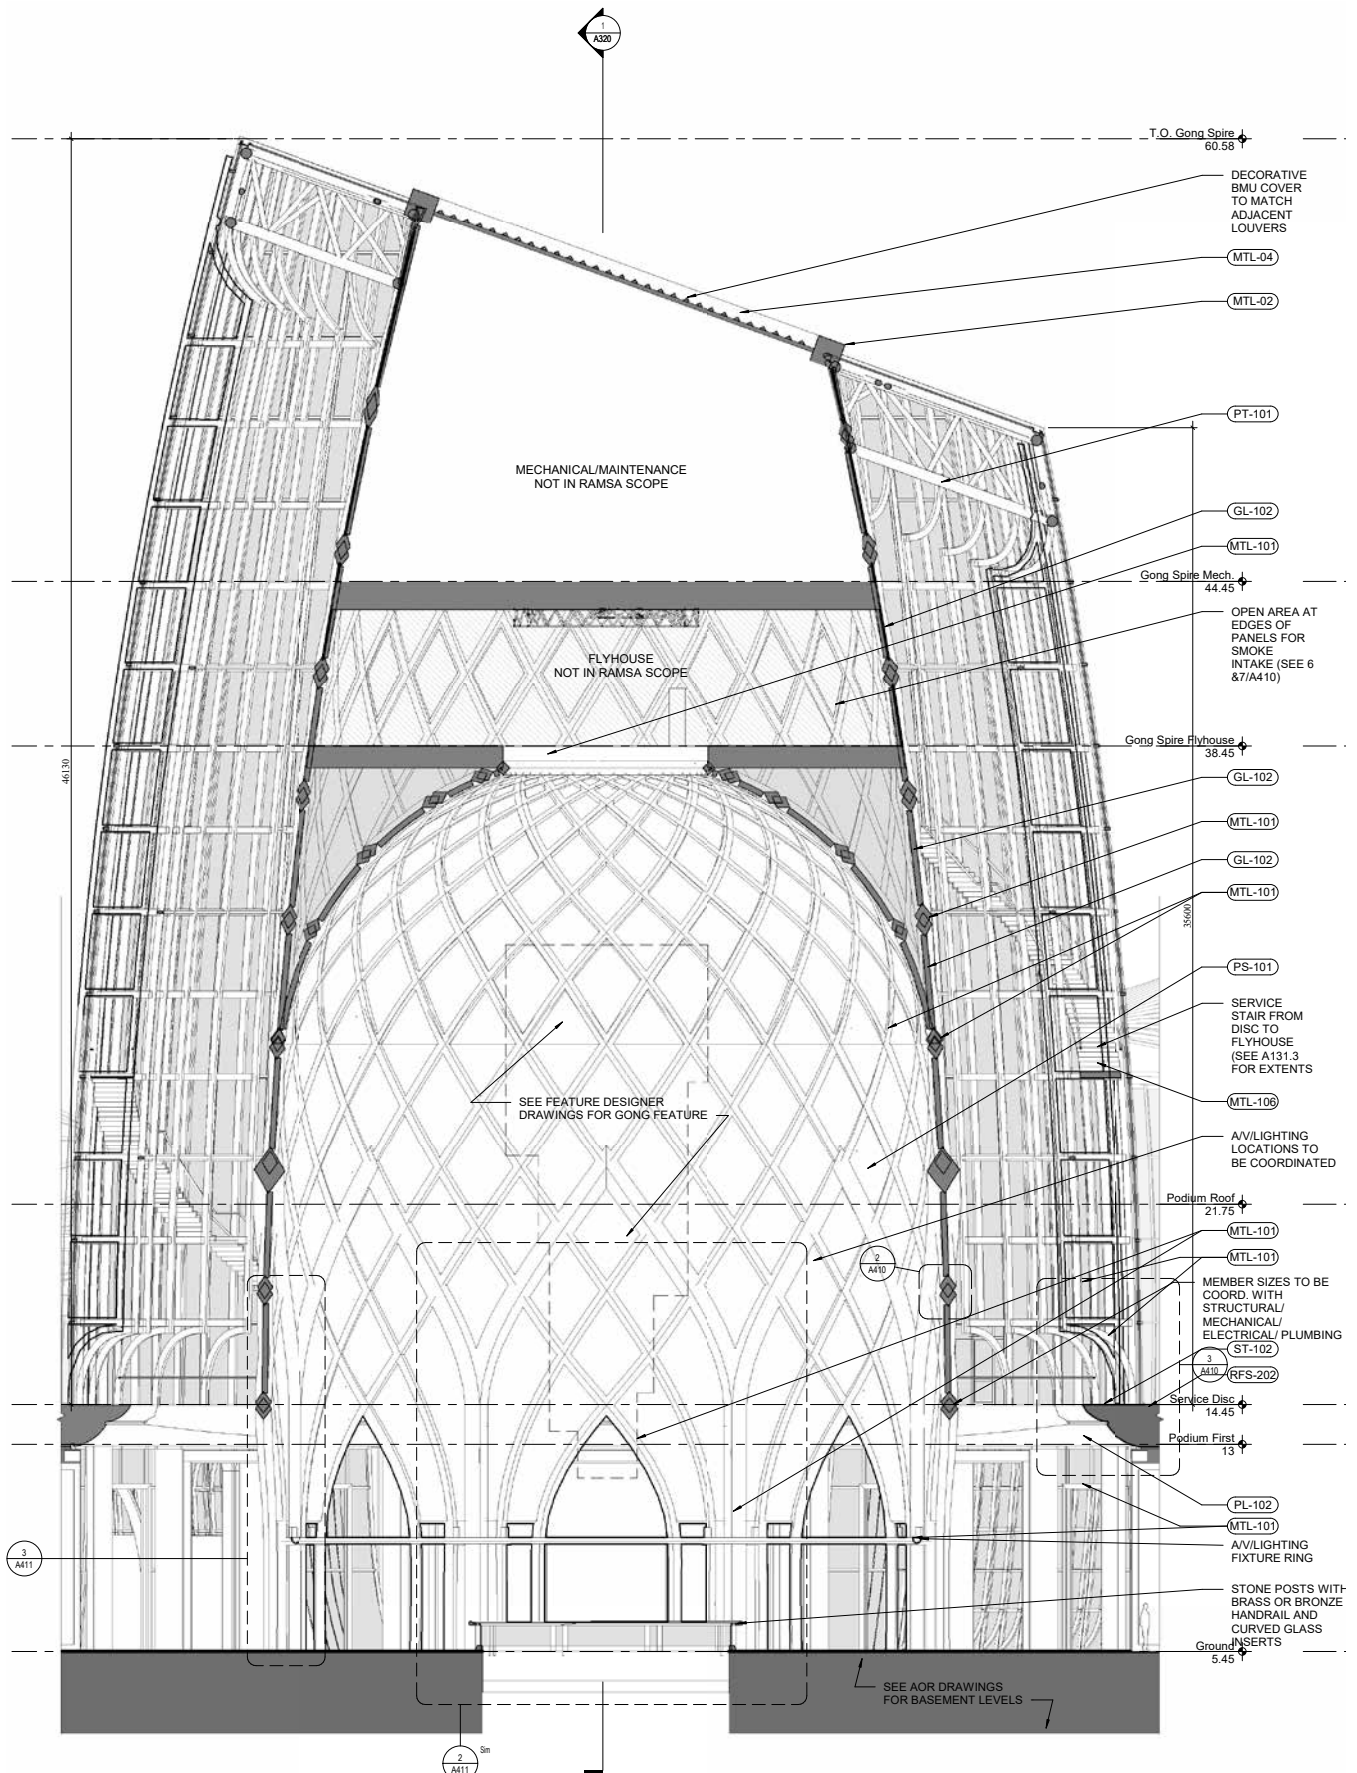 1
A320
T.O. Gong Spire
60.58
DECORATIVE
BMU COVER
TO MATCH
ADJACENT
LOUVERS
MTL-04
MTL-02
PT-101
MECHANICAL/MAINTENANCE
NOT IN RAMSA SCOPE
GL-102
MTL-101
Gong Spire Mech.
44.45
OPEN AREA AT
EDGES OF
PANELS FOR
SMOKE
INTAKE (SEE 6
&7/A410)
FLYHOUSE
NOT IN RAMSA SCOPE
Gong Spire Flyhouse
38.45
46130
GL-102
MTL-101
GL-102
MTL-101
35600
PS-101
SERVICE
STAIR FROM
DISC TO
FLYHOUSE
(SEE A131.3
FOR EXTENTS
SEE FEATURE DESIGNER
DRAWINGS FOR GONG FEATURE
MTL-106
A/V/LIGHTING
LOCATIONS TO
BE COORDINATED
Podium Roof
21.75
MTL-101
2
A410
MTL-101
MEMBER SIZES TO BE
COORD. WITH
STRUCTURAL/
MECHANICAL/
ELECTRICAL/ PLUMBING
ST-102
3
A410
RFS-202
Service Disc
14.45
Podium First
13
PL-102
MTL-101
A/V/LIGHTING
FIXTURE RING
3
A411
STONE POSTS WITH
BRASS OR BRONZE
HANDRAIL AND
CURVED GLASS
INSERTS
Ground
5.45
SEE AOR DRAWINGS
FOR BASEMENT LEVELS
2
A411
Sim